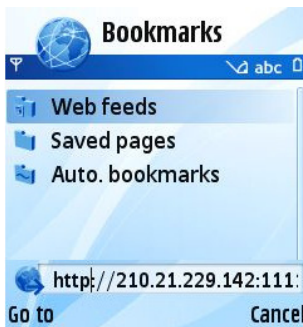 Bookmarks
abc
Web feeds
Saved pages
Auto. bookmarks
http://210.21.229.142:111:
Go to Cancel